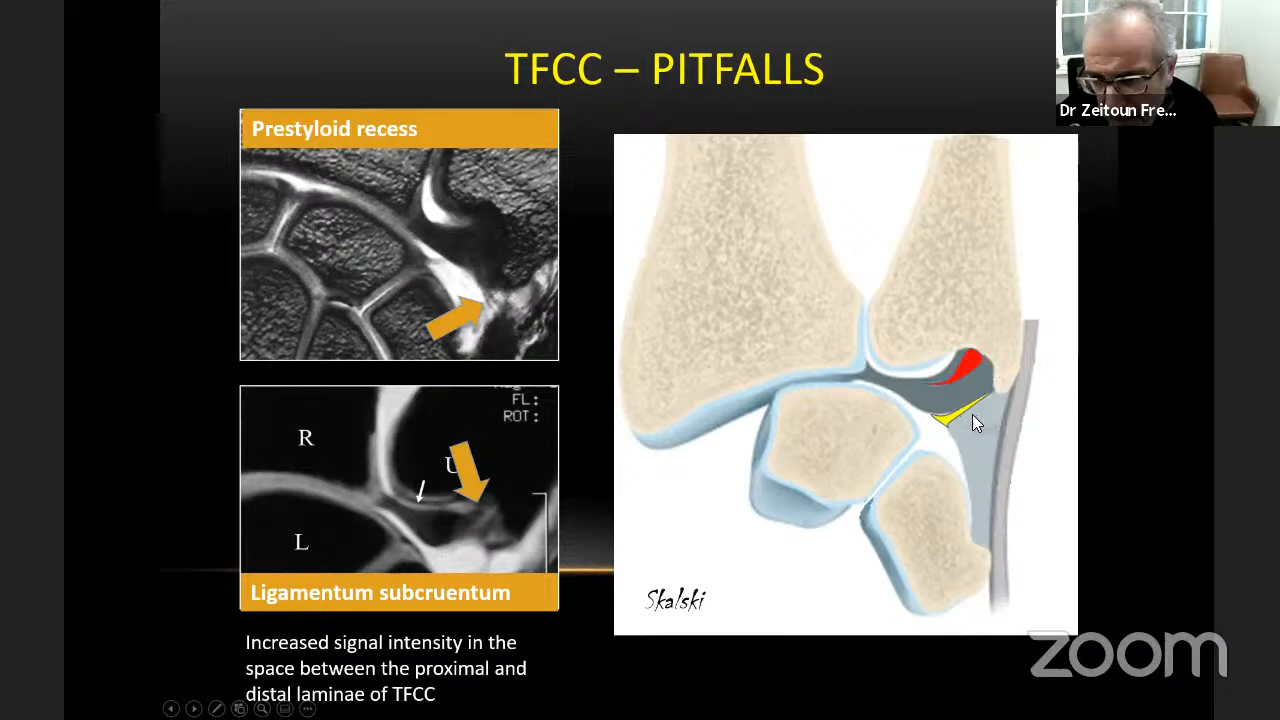 TFCC – PITFALLS
Dr Zeitoun Fre...
Prestyloid recess
FL:
ROT:
R
U
L
Ligamentum subcruentum
Increased signal intensity in the
space between the proximal and
distal laminae of TFCC
Skalski
zoom